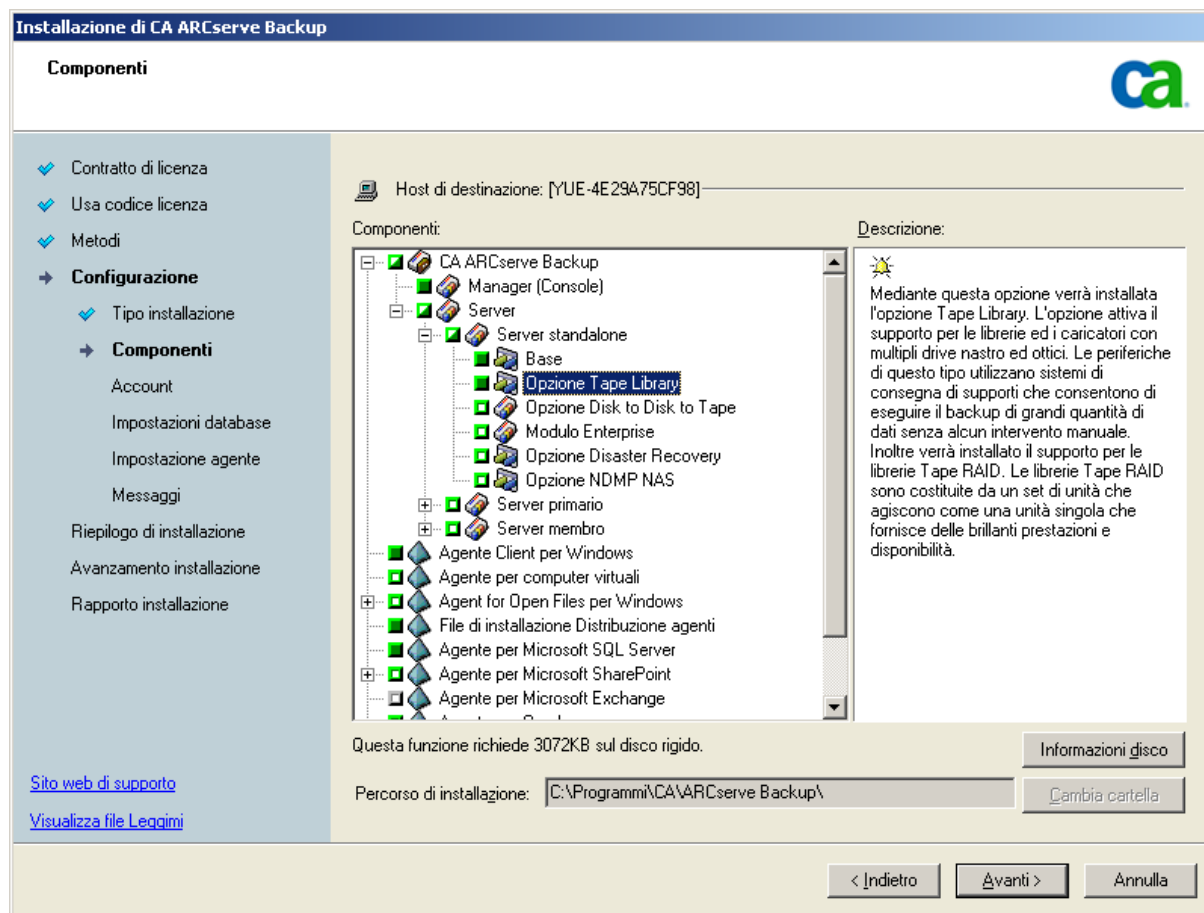 Installazione di CA ARCserve Backup
Componenti
ca
Contratto di licenza
Usa codice licenza
Metodi
Configurazione
Tipo installazione
Componenti
Account
Impostazioni database
Impostazione agente
Messaggi
Riepilogo di installazione
Avanzamento installazione
Rapporto installazione
Sito web di supporto
Visualizza file Leggimi
Host di destinazione: [YUE-4E29A75CF98]
Componenti:
CA ARCserve Backup
Manager (Console)
Server
Server standalone
Base
Opzione Tape Library
Opzione Disk to Disk to Tape
Modulo Enterprise
Opzione Disaster Recovery
Opzione NDMP NAS
Server primario
Server membro
Agente Client per Windows
Agente per computer virtuali
Agent for Open Files per Windows
File di installazione Distribuzione agenti
Agente per Microsoft SQL Server
Agente per Microsoft SharePoint
Agente per Microsoft Exchange
Descrizione:
Mediante questa opzione verrà installata
l'opzione Tape Library. L'opzione attiva il
supporto per le librerie ed i caricatori con
multipli drive nastro ed ottici. Le periferiche
di questo tipo utilizzano sistemi di
consegna di supporti che consentono di
eseguire il backup di grandi quantità di
dati senza alcun intervento manuale.
Inoltre verrà installato il supporto per le
librerie Tape RAID. Le librerie Tape RAID
sono costituite da un set di unità che
agiscono come una unità singola che
fornisce delle brillanti prestazioni e
disponibilità.
Questa funzione richiede 3072KB sul disco rigido.
Informazioni disco
Percorso di installazione: C:\Programmi\CA\ARCserve Backup\
Cambia cartella
< Indietro
Avanti >
Annulla